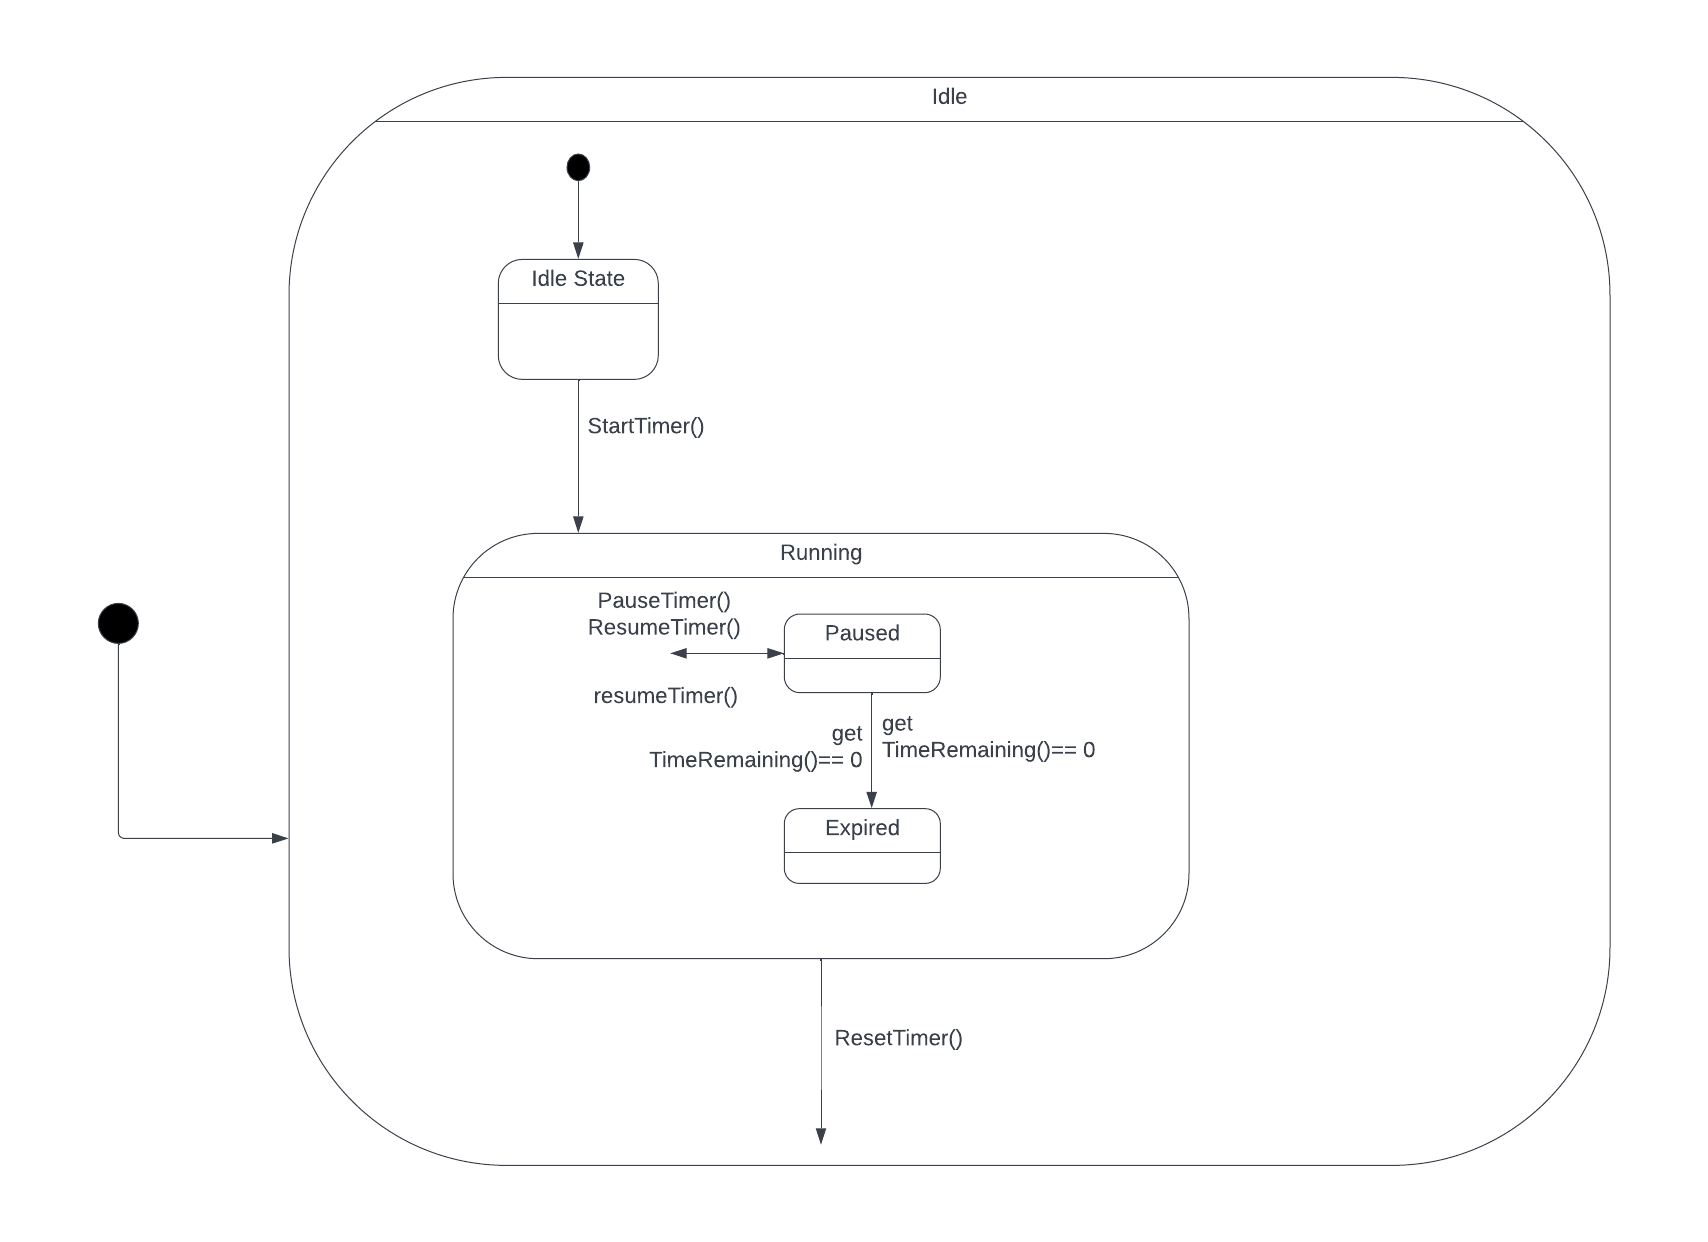 Idle
Idle State
StartTimer()
Running
PauseTimer()
ResumeTimer()
Paused
resumeTimer()
get
TimeRemaining()== 0
get
TimeRemaining()== 0
Expired
ResetTimer()